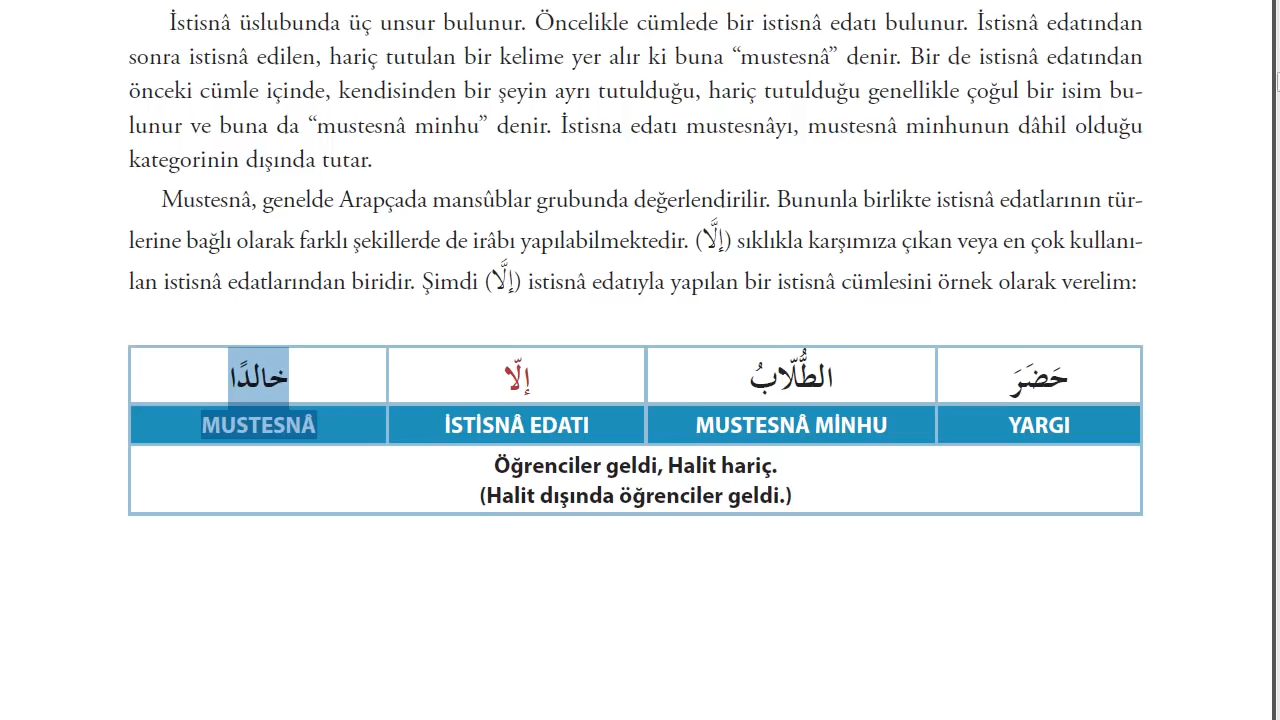 İstisnâ üslubunda üç unsur bulunur. Öncelikle cümlede bir istisnâ edatı bulunur. İstisnâ edatından
sonra istisnâ edilen, hariç tutulan bir kelime yer alır ki buna “mustesnâ” denir. Bir de istisnâ edatından
önceki cümle içinde, kendisinden bir şeyin ayrı tutulduğu, hariç tutulduğu genellikle çoğul bir isim bu-
lunur ve buna da “mustesnâ minhu” denir. İstisna edatı mustesnâyı, mustesnâ minhunun dâhil olduğu
kategorinin dışında tutar.
Mustesnâ, genelde Arapçada mansûblar grubunda değerlendirilir. Bununla birlikte istisnâ edatlarının tür-
lerine bağlı olarak farklı şekillerde de irâbı yapılabilmektedir. (إلَّا) sıklıkla karşımıza çıkan veya en çok kullanı-
lan istisnâ edatlarından biridir. Şimdi (إلَّا) istisnâ edatıyla yapılan bir istisnâ cümlesini örnek olarak verelim:
حَضَرَ الطُّلّابُ إلّا خالدًا
MUSTESNÂ İSTİSNÂ EDATI MUSTESNÂ MİNHU YARGI
Öğrenciler geldi, Halit hariç.
(Halit dışında öğrenciler geldi.)